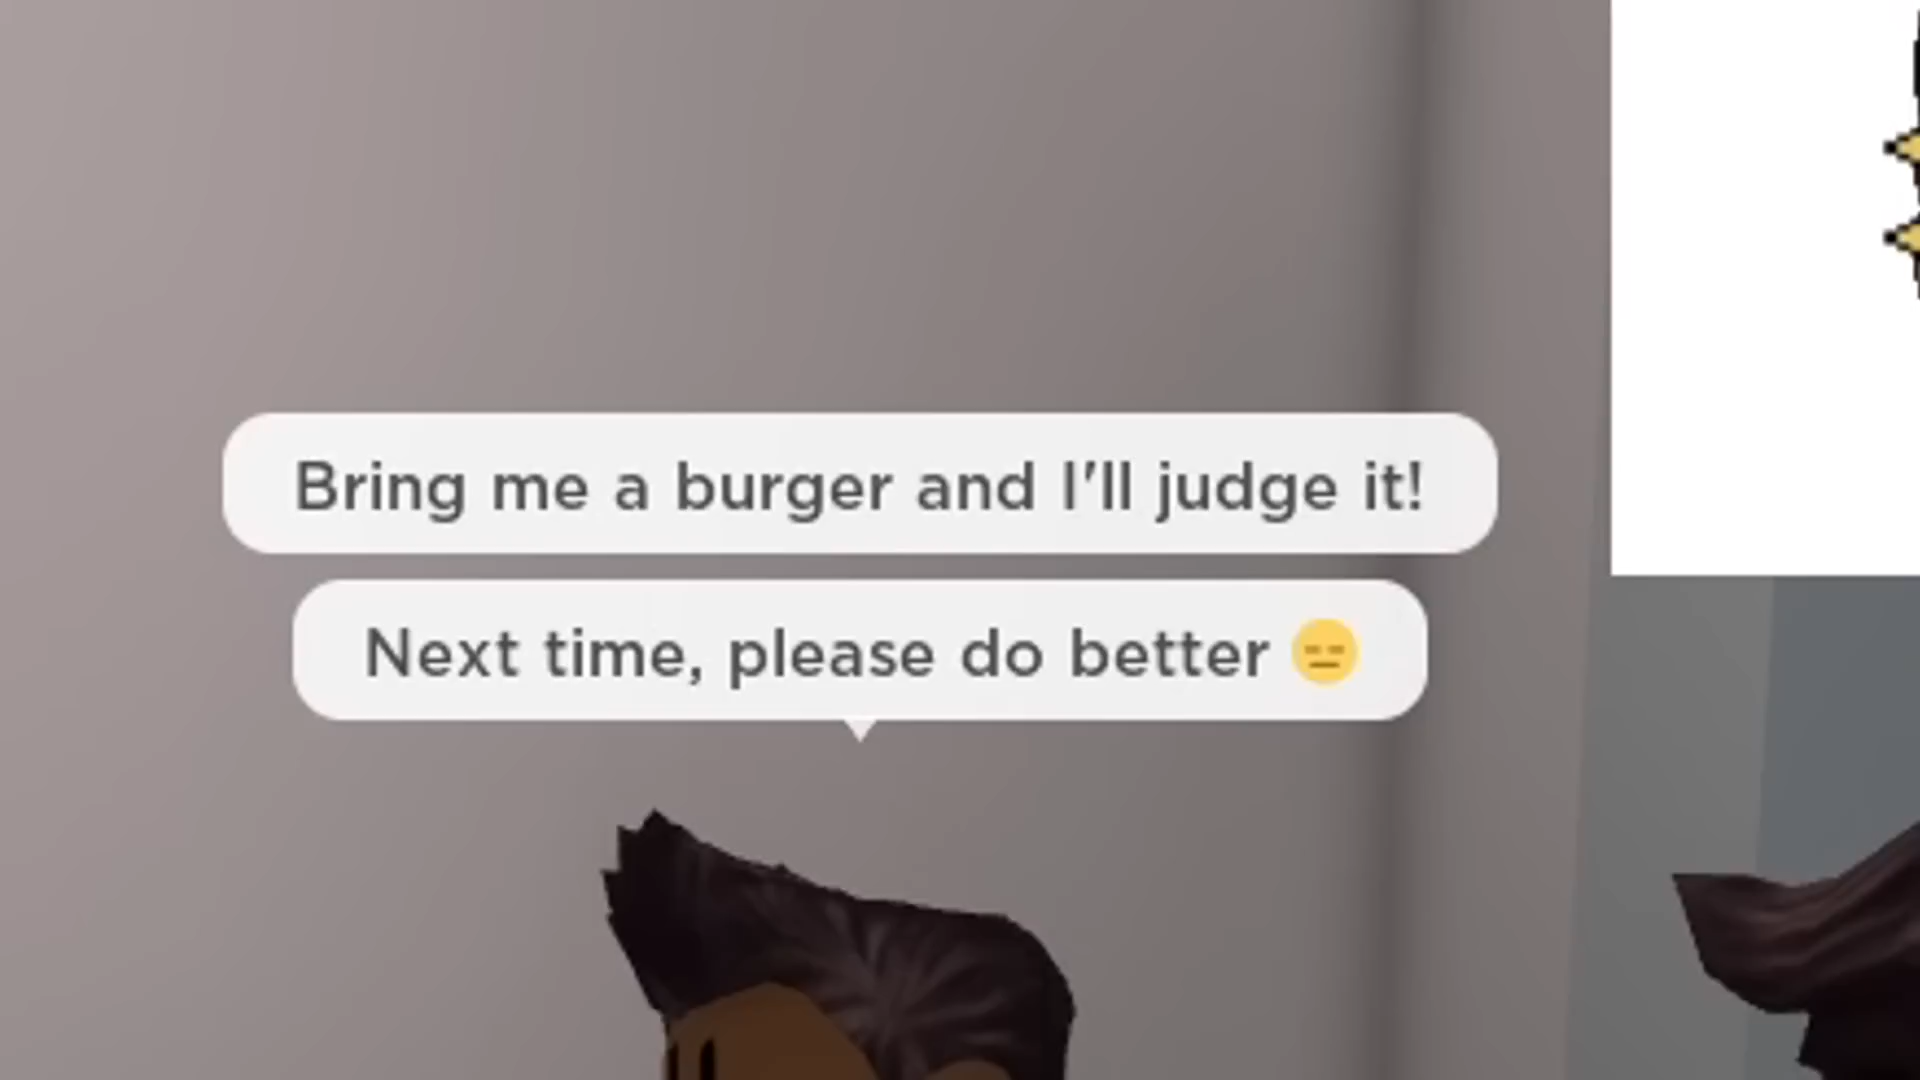 Bring me a burger and I'll judge it!
Next time, please do better 😑